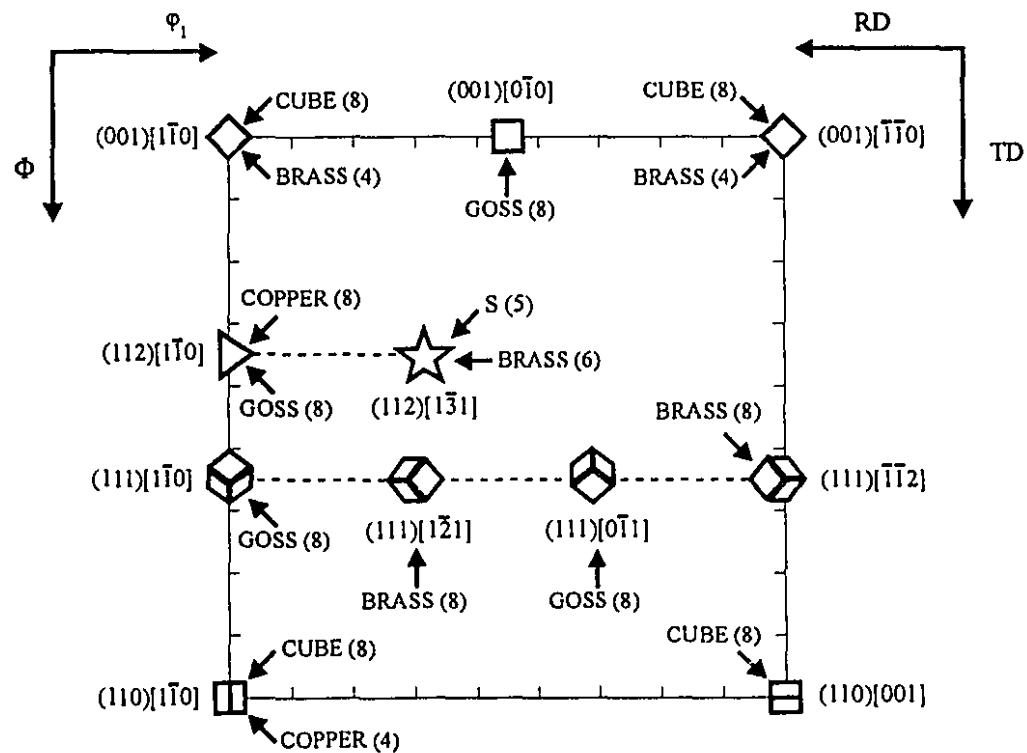 φ₁
RD
CUBE (8)
(001)[01̄0]
CUBE (8)
(001)[11̄0]
(001)[1̄1̄0]
Φ
TD
BRASS (4)
BRASS (4)
GOSS (8)
COPPER (8)
S (5)
(112)[11̄0]
BRASS (6)
GOSS (8)
(112)[13̄1]
BRASS (8)
(111)[11̄0]
(111)[1̄1̄2]
(111)[12̄1]
(111)[01̄1]
GOSS (8)
BRASS (8)
GOSS (8)
CUBE (8)
CUBE (8)
(110)[11̄0]
(110)[001]
COPPER (4)